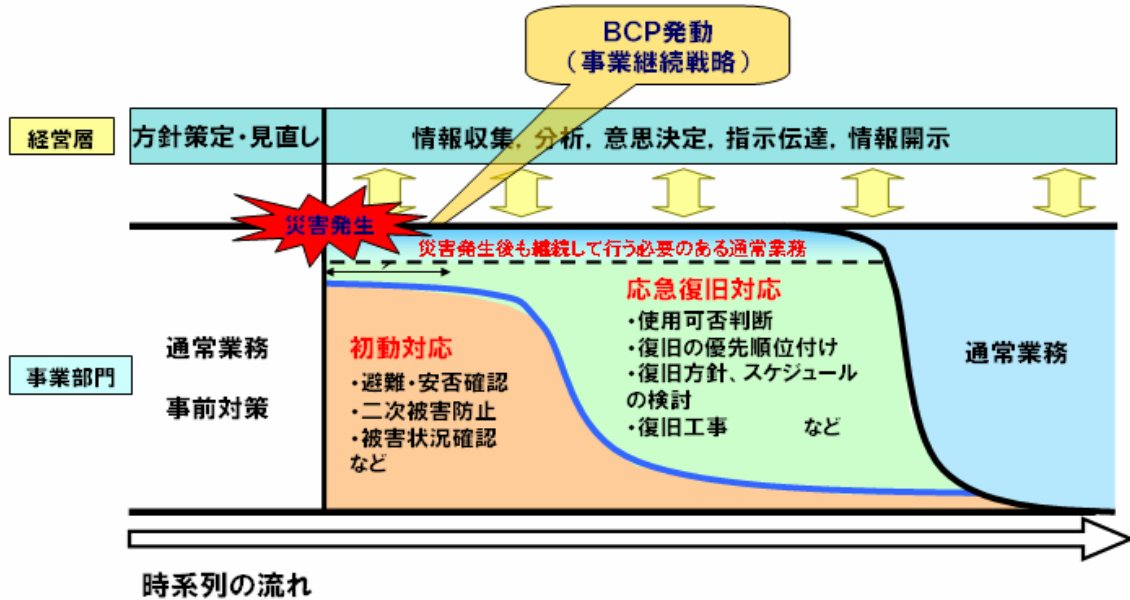 BCP発動
(事業継続戦略)
経営層
方針策定・見直し
情報収集, 分析, 意思決定, 指示伝達, 情報開示
災害発生
災害発生後も継続して行う必要のある通常業務
応急復旧対応
・使用可否判断
・復旧の優先順位付け
・復旧方針、スケジュール
の検討
・復旧工事 など
初動対応
・避難・安否確認
・二次被害防止
・被害状況確認
など
通常業務
事前対策
通常業務
事業部門
時系列の流れ